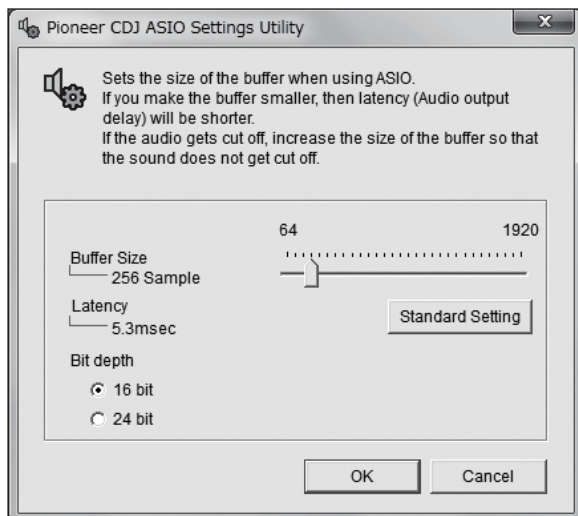 Pioneer CDJ ASIO Settings Utility
x
Sets the size of the buffer when using ASIO.
If you make the buffer smaller, then latency (Audio output
delay) will be shorter.
If the audio gets cut off, increase the size of the buffer so that
the sound does not get cut off.
64 1920
Buffer Size
256 Sample
Latency
5.3msec
Standard Setting
Bit depth
16 bit
24 bit
OK Cancel